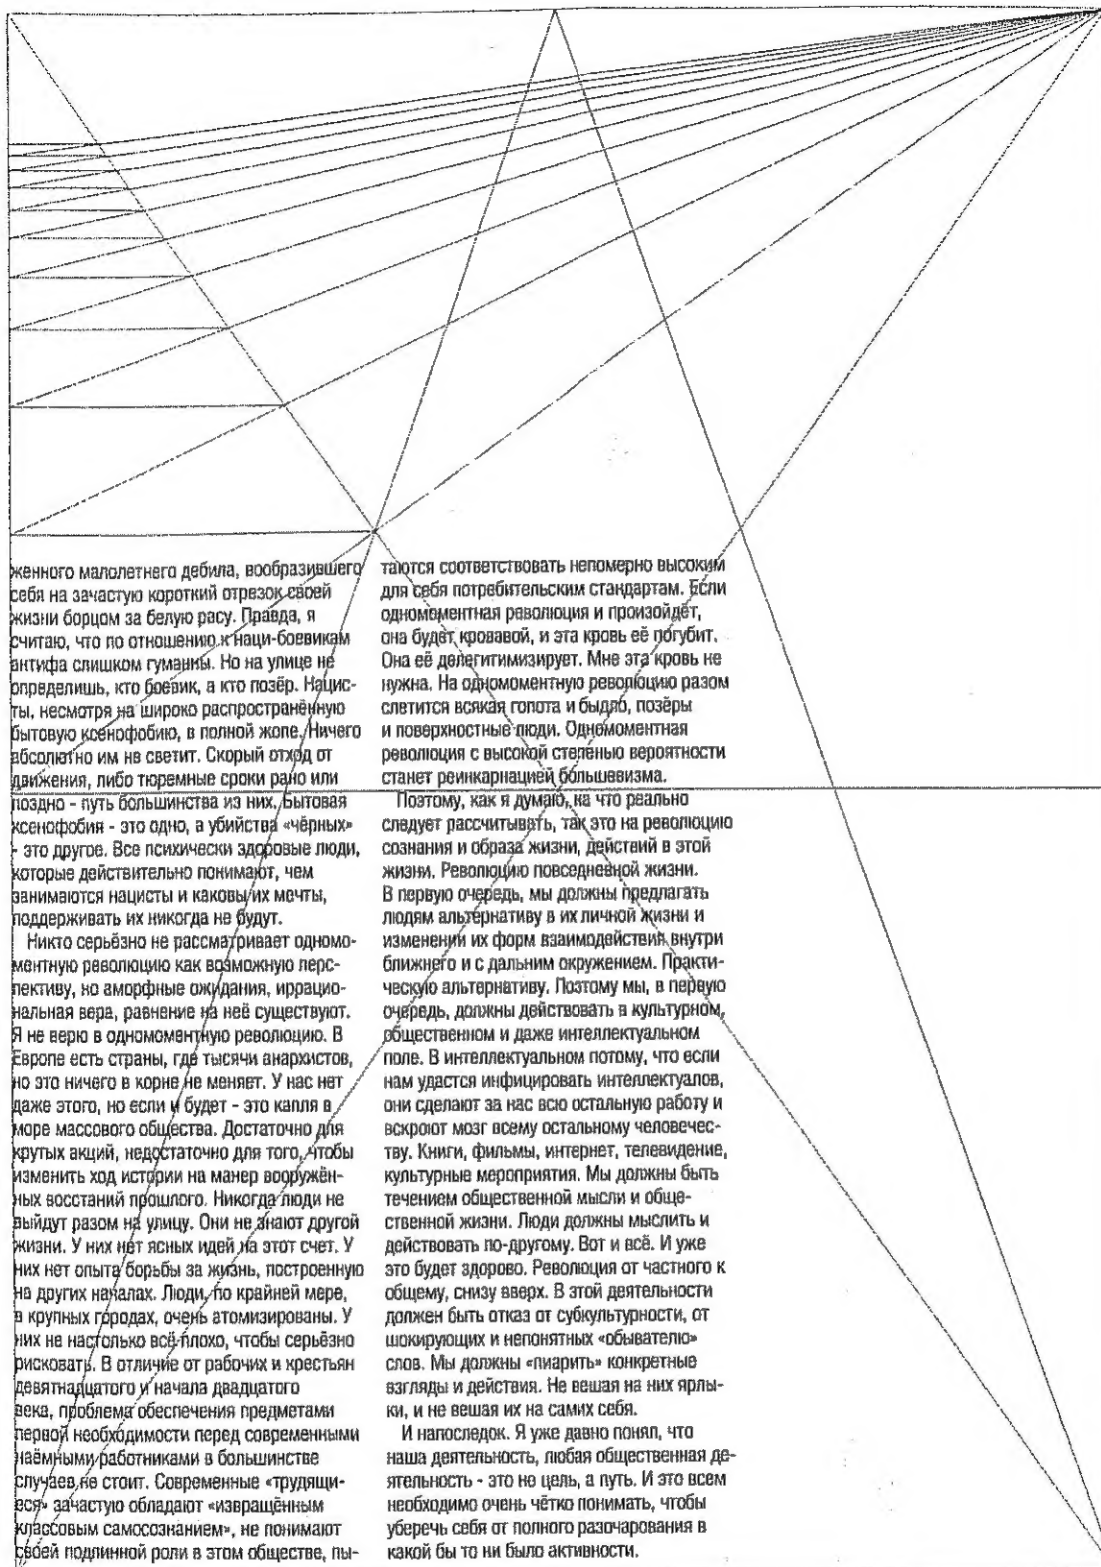 женного малолетнего дебила, вообразившего
себя на зачастую короткий отрезок своей
жизни борцом за белую расу. Правда, я
считаю, что по отношению к наци-боевикам
антифа слишком гуманны. Но на улице не
определишь, кто боевик, а кто позёр. Нацис-
ты, несмотря на широко распространённую
бытовую ксенофобию, в полной жопе. Ничего
абсолютно им не светит. Скорый отход от
движения, либо тюремные сроки рано или
поздно - путь большинства из них. Бытовая
ксенофобия - это одно, а убийства «чёрных»
- это другое. Все психически здоровые люди,
которые действительно понимают, чем
занимаются нацисты и каковы их мечты,
поддерживать их никогда не будут.
Никто серьёзно не рассматривает одномо-
ментную революцию как возможную перс-
пективу, но аморфные ожидания, иррацио-
нальная вера, равнение на неё существуют.
Я не верю в одномоментную революцию. В
Европе есть страны, где тысячи анархистов,
но это ничего в корне не меняет. У нас нет
даже этого, но если и будет - это капля в
море массового общества. Достаточно для
крутых акций, недостаточно для того, чтобы
изменить ход истории на манер вооружён-
ных восстаний прошлого. Никогда люди не
выйдут разом на улицу. Они не знают другой
жизни. У них нет ясных идей на этот счет. У
них нет опыта борьбы за жизнь, построенную
на других началах. Люди, по крайней мере,
в крупных городах, очень атомизированы. У
них не настолько всё плохо, чтобы серьёзно
рисковать. В отличие от рабочих и крестьян
девятнадцатого и начала двадцатого
века, проблема обеспечения предметами
первой необходимости перед современными
наёмными работниками в большинстве
случаев не стоит. Современные «трудящи-
еся» зачастую обладают «извращённым
классовым самосознанием», не понимают
своей подлинной роли в этом обществе, пы-
таются соответствовать непомерно высоким
для себя потребительским стандартам. Если
одномоментная революция и произойдёт,
она будет кровавой, и эта кровь её погубит.
Она её делегитимизирует. Мне эта кровь не
нужна. На одномоментную революцию разом
слетится всякая гопота и быдло, позёры
и поверхностные люди. Одномоментная
революция с высокой степенью вероятности
станет реинкарнацией большевизма.
Поэтому, как я думаю, на что реально
следует рассчитывать, так это на революцию
сознания и образа жизни, действий в этой
жизни. Революцию повседневной жизни.
В первую очередь, мы должны предлагать
людям альтернативу в их личной жизни и
изменении их форм взаимодействия внутри
ближнего и с дальним окружением. Практи-
ческую альтернативу. Поэтому мы, в первую
очередь, должны действовать в культурном,
общественном и даже интеллектуальном
поле. В интеллектуальном потому, что если
нам удастся инфицировать интеллектуалов,
они сделают за нас всю остальную работу и
вскроют мозг всему остальному человечес-
тву. Книги, фильмы, интернет, телевидение,
культурные мероприятия. Мы должны быть
течением общественной мысли и обще-
ственной жизни. Люди должны мыслить и
действовать по-другому. Вот и всё. И уже
это будет здорово. Революция от частного к
общему, снизу вверх. В этой деятельности
должен быть отказ от субкультурности, от
шокирующих и непонятных «обывателю»
слов. Мы должны «пиарить» конкретные
взгляды и действия. Не вешая на них ярлы-
ки, и не вешая их на самих себя.
И напоследок. Я уже давно понял, что
наша деятельность, любая общественная де-
ятельность - это не цель, а путь. И это всем
необходимо очень чётко понимать, чтобы
уберечь себя от полного разочарования в
какой бы то ни было активности.